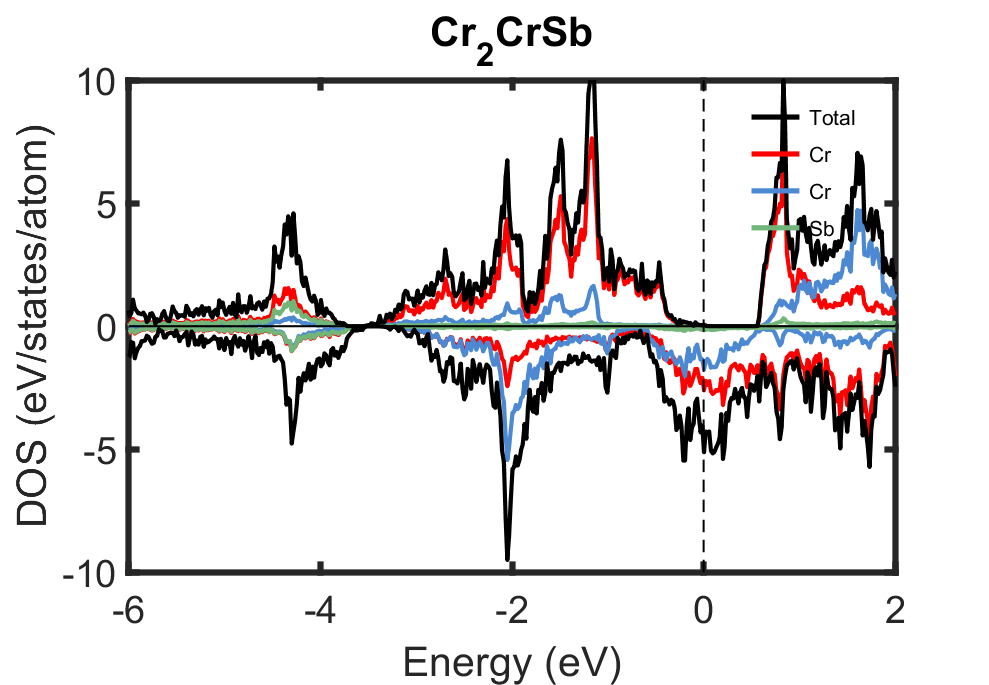 Cr2CrSb
10
5
0
-5
-10
DOS (eV/states/atom)
Total
Cr
Cr
Sb
-6 -4 -2 0 2
Energy (eV)